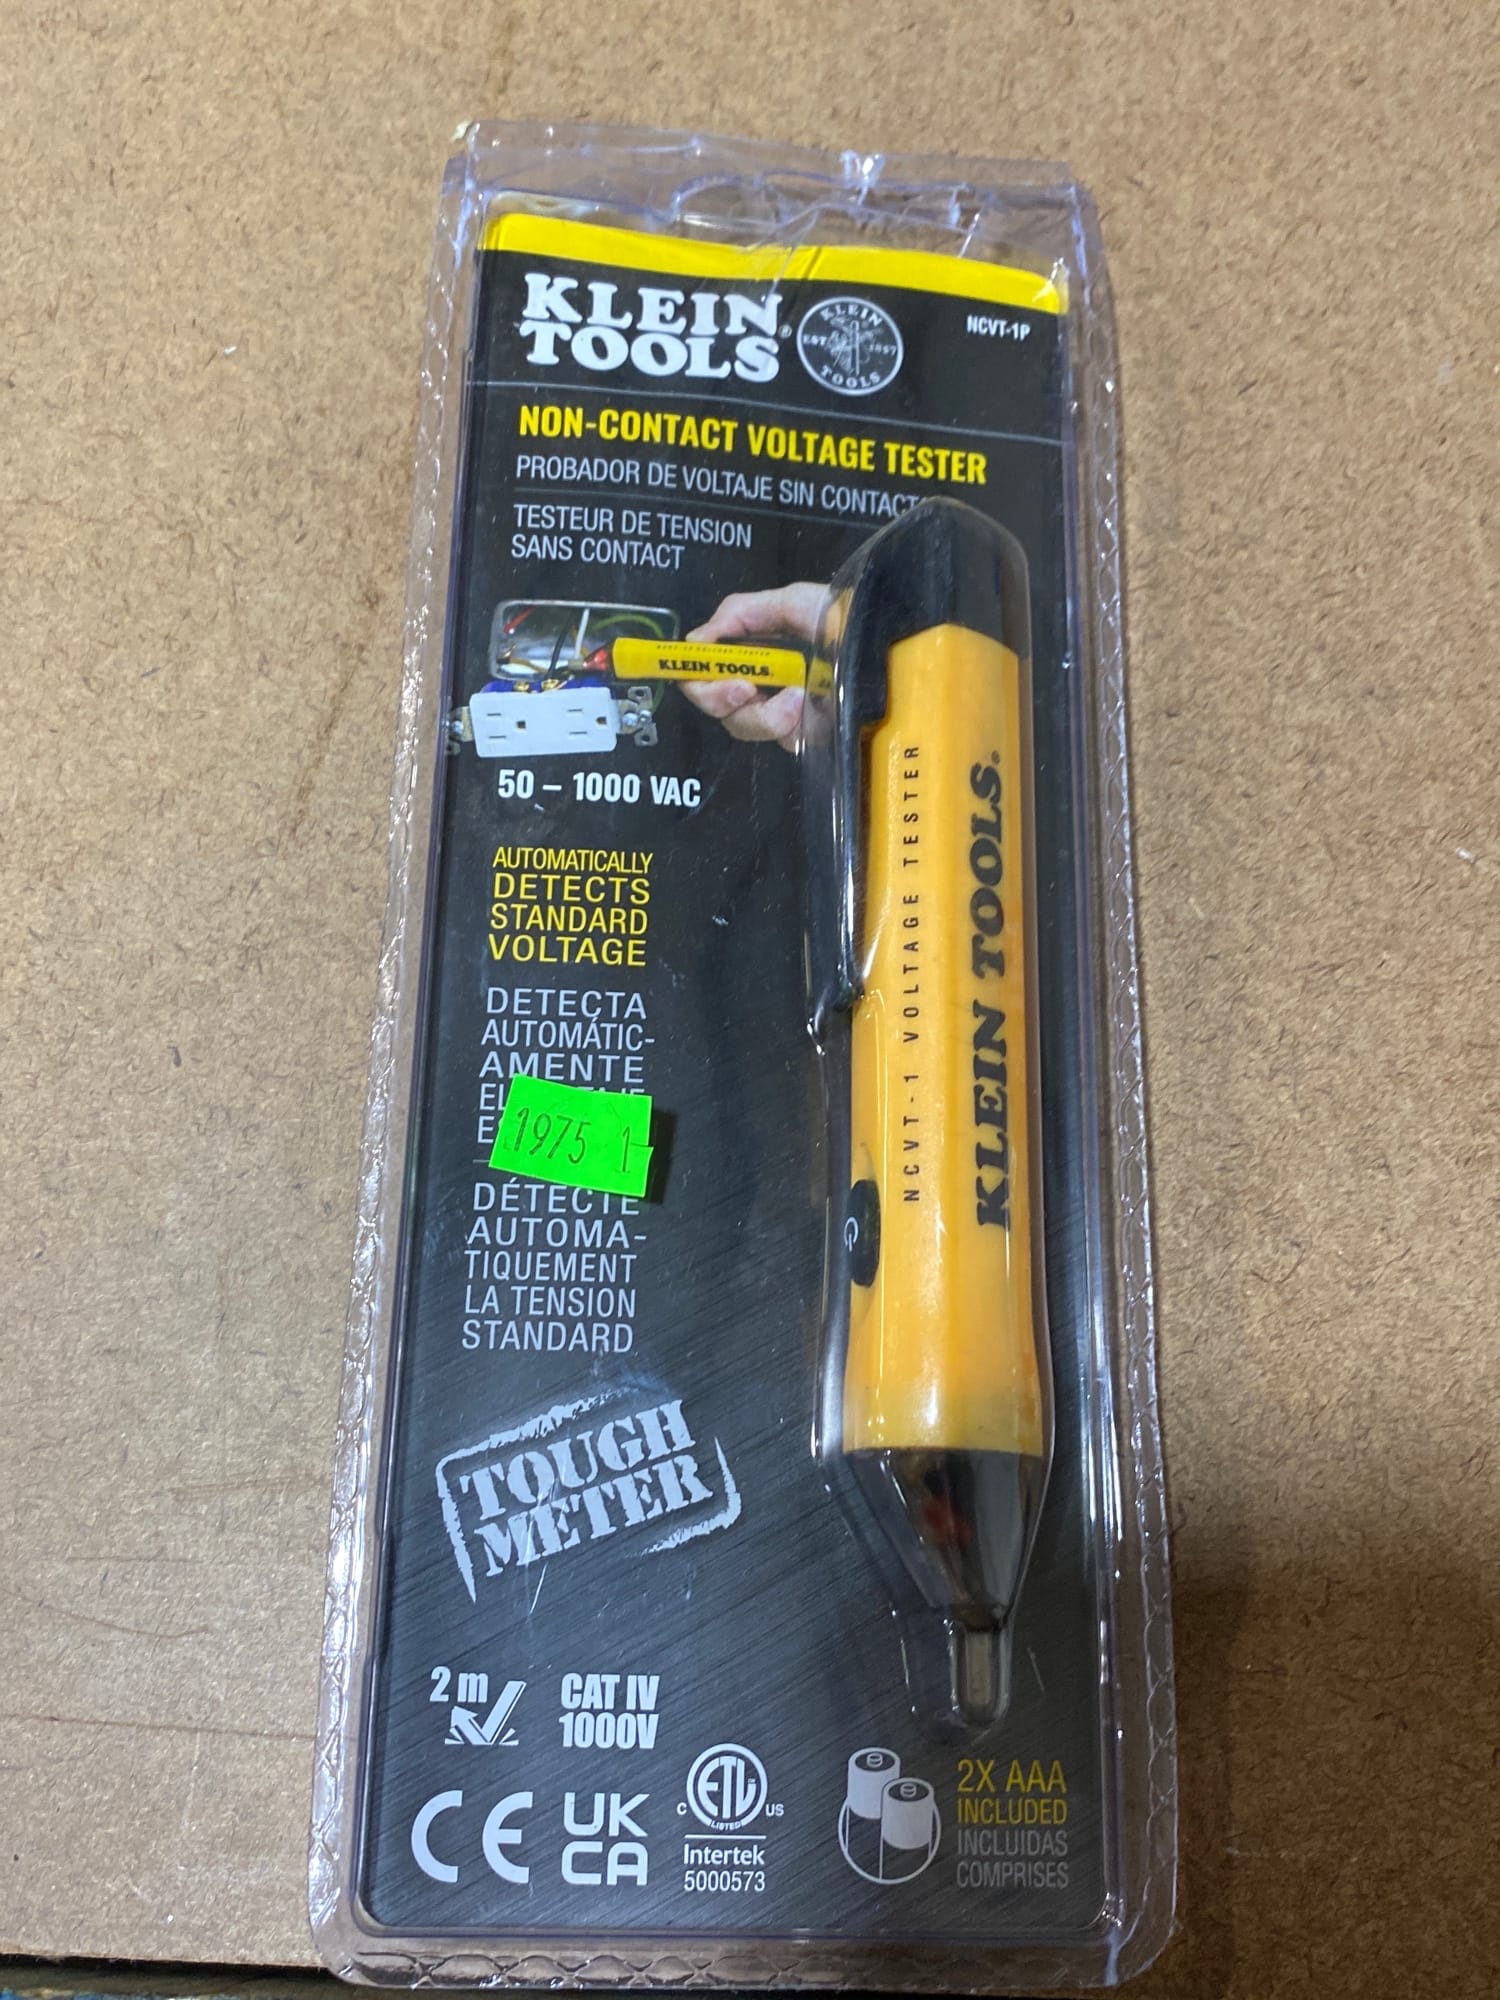 KLEIN
TOOLS®
KLEIN
EST. 1857
TOOLS
NCVT-1P
NON-CONTACT VOLTAGE TESTER
PROBADOR DE VOLTAJE SIN
TESTEUR DE TENSION
SANS CONTACT
KLEIN TOOLS
50 – 1000 VAC
AUTOMATICALLY
DETECTS
STANDARD
VOLTAGE
DETECTA
AUTOMÁTIC-
AMENTE
1975 1
DÉTECTE
AUTOMA-
TIQUEMENT
LA TENSION
STANDARD
NCVT-1 VOLTAGE TESTER
KLEIN TOOLS®
TOUGH
METER
2 m
CAT IV
1000V
CE
UK
CA
C ETL US
LISTED
Intertek
5000573
2X AAA
INCLUDED
INCLUIDAS
COMPRISES